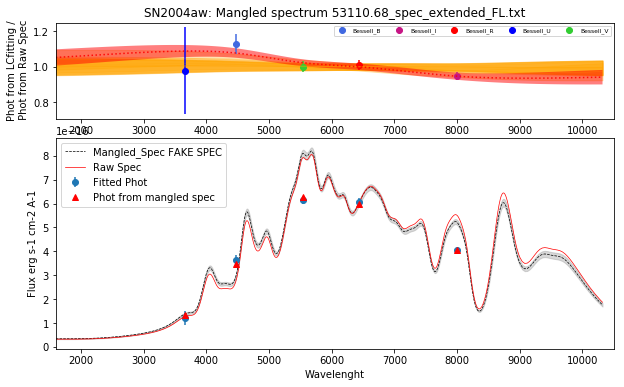 SN2004aw: Mangled spectrum 53110.68_spec_extended_FL.txt
Phot from LCfitting /
Phot from Raw Spec
1.2
1.0
0.8
Bessell_B
Bessell_I
Bessell_R
Bessell_U
Bessell_V
2000 3000 4000 5000 6000 7000 8000 9000 10000
1e−16
Flux erg s-1 cm-2 A-1
8
7
6
5
4
3
2
1
0
Mangled_Spec FAKE SPEC
Raw Spec
Fitted Phot
Phot from mangled spec
2000 3000 4000 5000 6000 7000 8000 9000 10000
Wavelenght